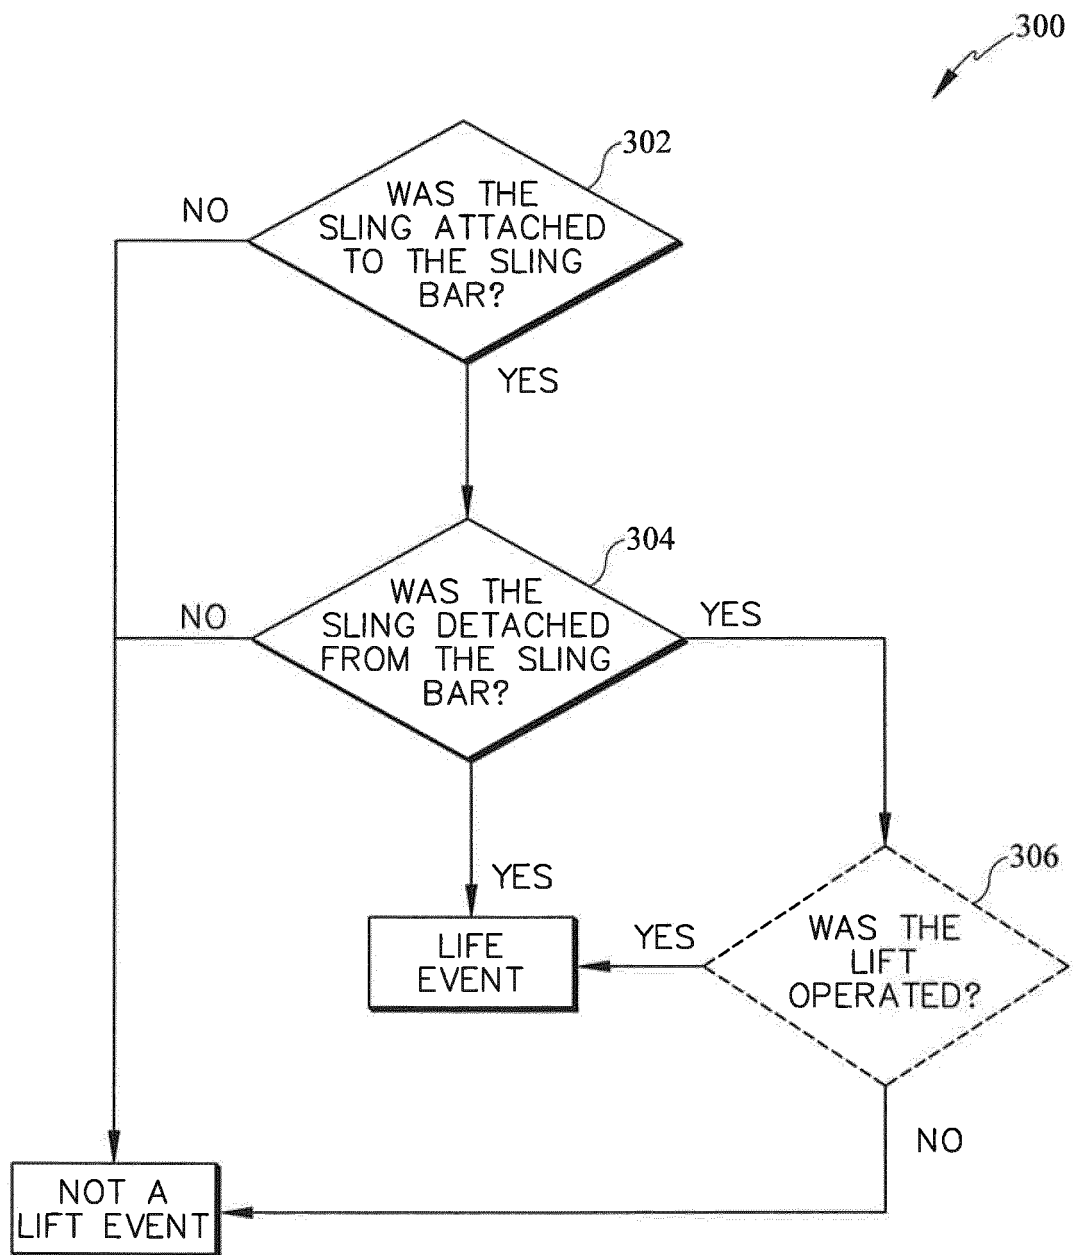 300
302
WAS THE
SLING ATTACHED
TO THE SLING
BAR?
NO
YES
304
WAS THE
SLING DETACHED
FROM THE SLING
BAR?
NO
YES
YES
306
WAS THE
LIFT
OPERATED?
YES
LIFE
EVENT
NO
NOT A
LIFT EVENT